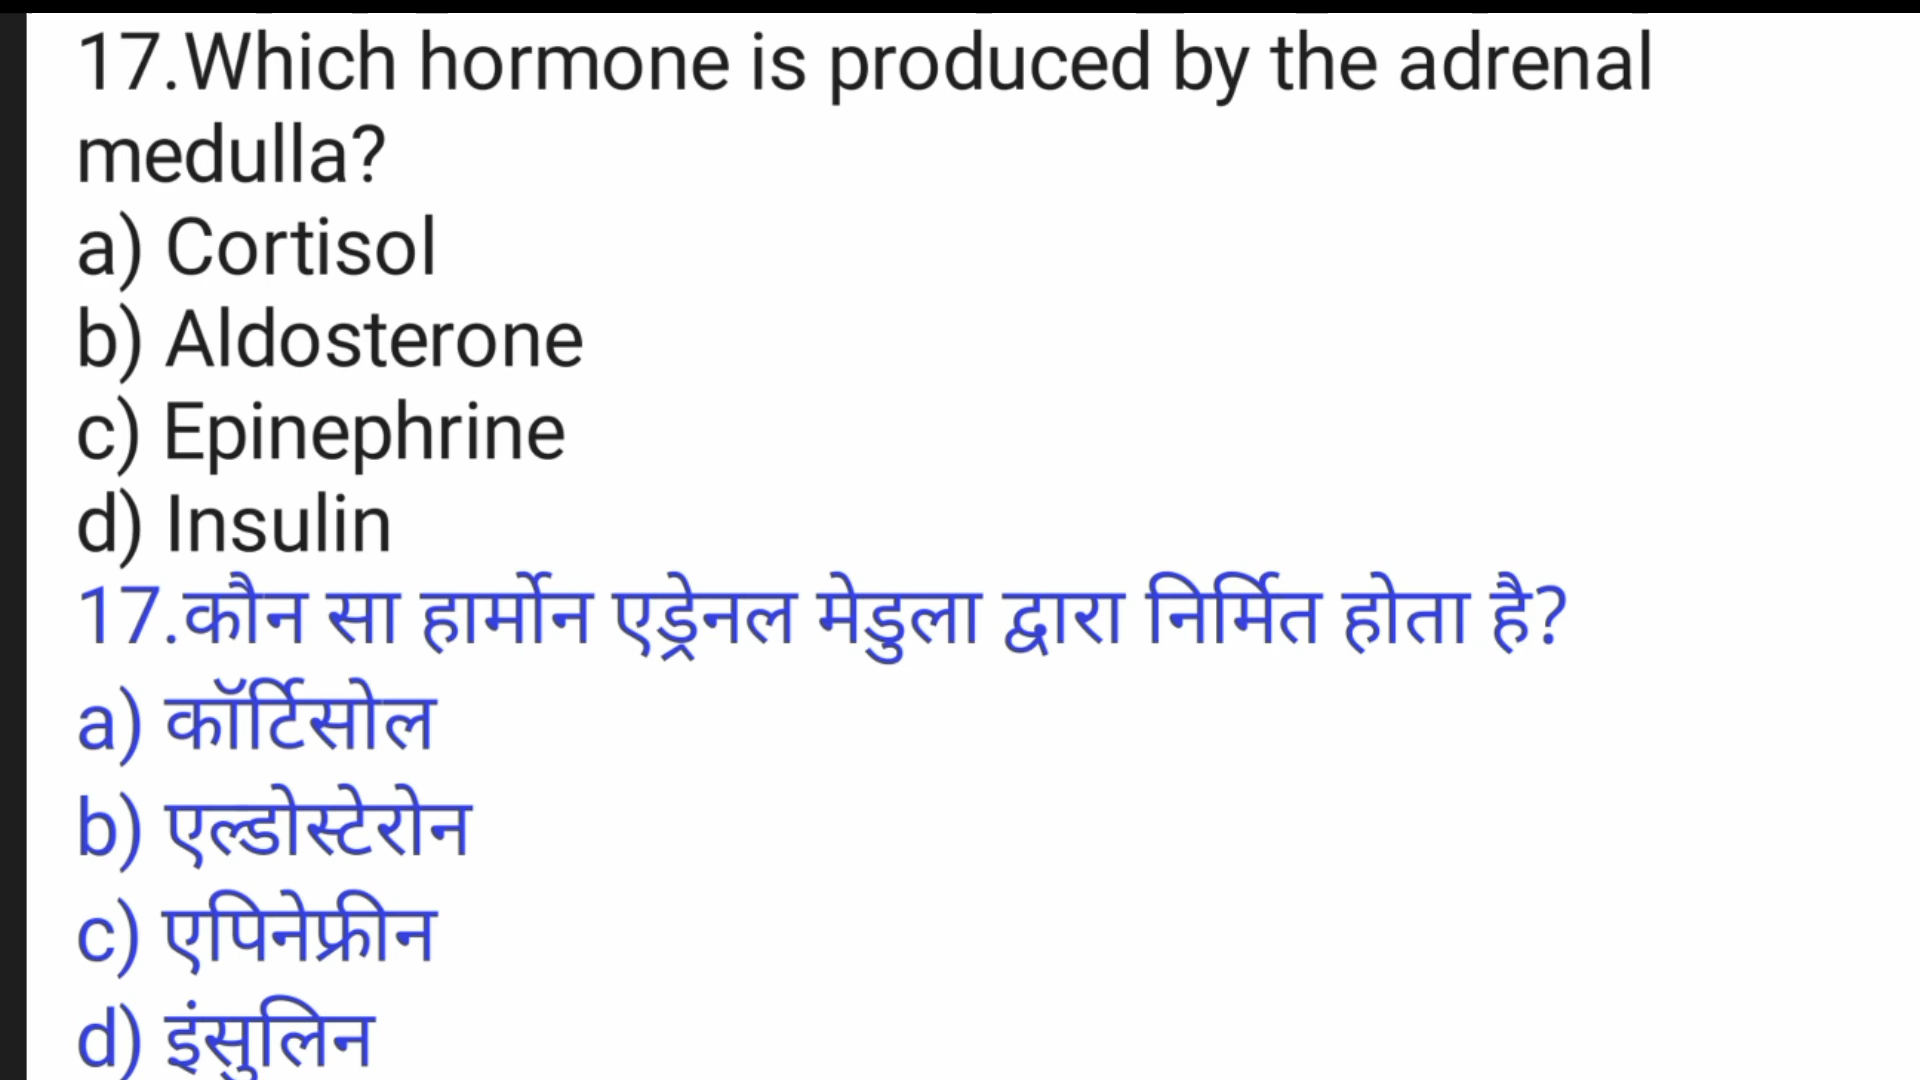 17.Which hormone is produced by the adrenal
medulla?
a) Cortisol
b) Aldosterone
c) Epinephrine
d) Insulin
17.कौन सा हार्मोन एड्रेनल मेडुला द्वारा निर्मित होता है?
a) कॉर्टिसोल
b) एल्डोस्टेरोन
c) एपिनेफ्रीन
d) इंसुलिन